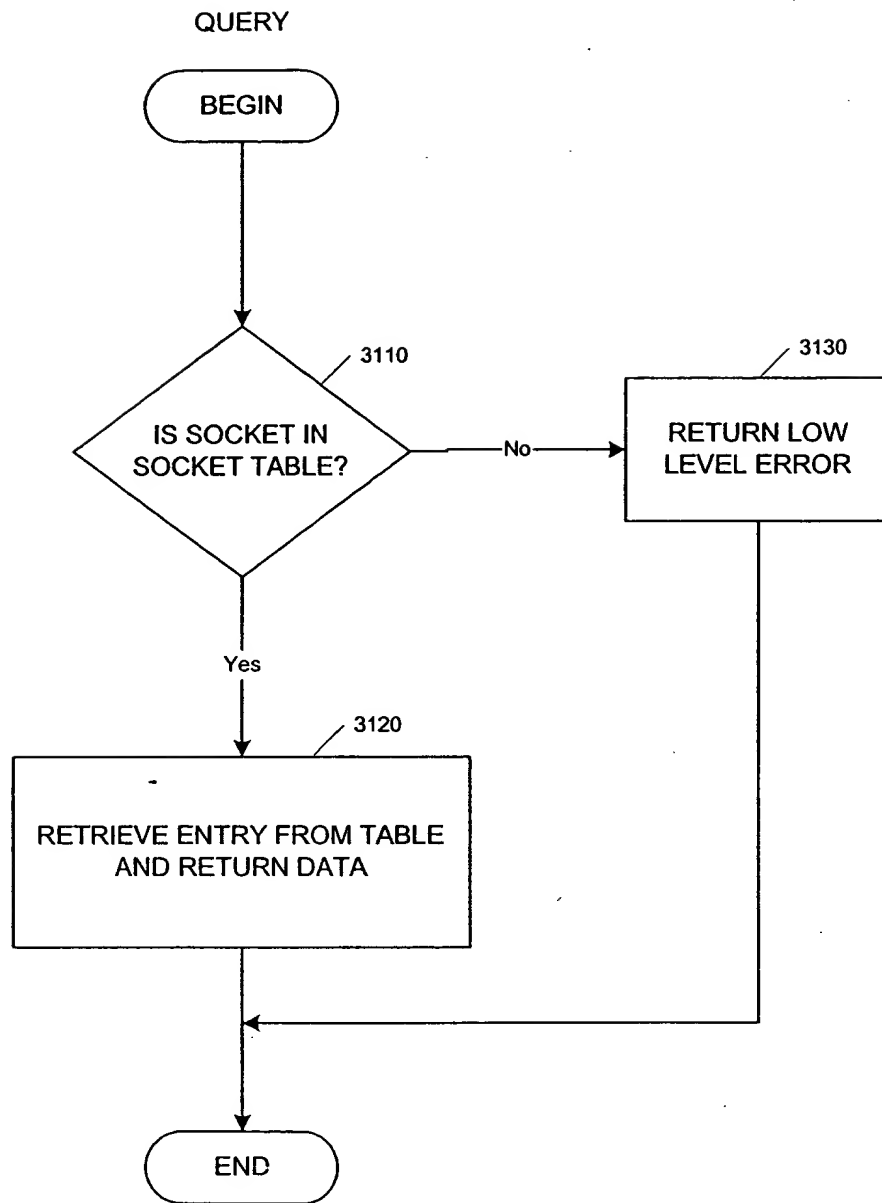 QUERY
BEGIN
3110
IS SOCKET IN
SOCKET TABLE?
No
3130
RETURN LOW
LEVEL ERROR
Yes
3120
RETRIEVE ENTRY FROM TABLE
AND RETURN DATA
END